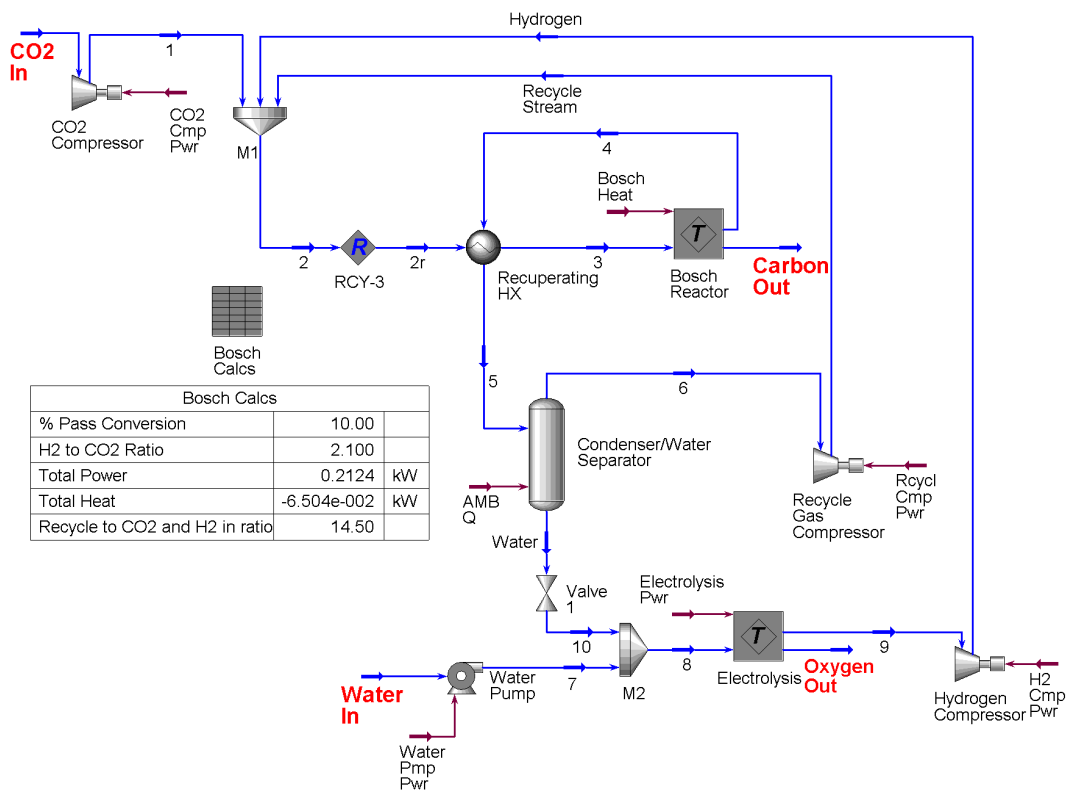 Hydrogen
CO2
In
1
Recycle
Stream
CO2
Compressor
CO2
Cmp
Pwr
M1
4
Bosch
Heat
T
R
2
2r
3
RCY-3
Recuperating
HX
Bosch
Reactor
Carbon
Out
Bosch
Calcs
5
6
Bosch Calcs
% Pass Conversion 10.00
H2 to CO2 Ratio 2.100
Total Power 0.2124 kW
Total Heat -6.504e-002 kW
Recycle to CO2 and H2 in ratio 14.50
Condenser/Water
Separator
AMB
Q
Recycle
Gas
Compressor
Rcycl
Cmp
Pwr
Water
Valve
1
Electrolysis
Pwr
T
10
8
9
Water
In
Water
Pump
7
M2
Electrolysis
Oxygen
Out
Hydrogen
Compressor
H2
Cmp
Pwr
Water
Pmp
Pwr